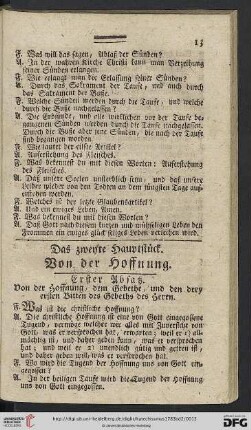 13
F. Was will das sagen, Ablaß der Sünden?
A. In der wahren Kirche Christi kann man Verzeihung
seiner Sünden erlangen.
F. Wie erlangt man die Erlassung seiner Sünden?
A. Durch das Sakrament der Taufe, und auch durch
das Sakrament der Buße.
F. Welche Sünden werden durch die Taufe, und welche
durch die Buße nachgelassen?
A. Die Erbsünde, und alle wirklichen vor der Taufe be-
gangenen Sünden werden durch die Taufe nachgelassen.
Durch die Buße aber jene Sünden, die nach der Taufe
sind begangen worden.
F. Wie lautet der eilfte Artikel?
A. Auferstehung des Fleisches.
F. Was bekennest du mit diesen Worten: Auferstehung
des Fleisches?
A. Daß unsere Seelen unsterblich sein, und daß unsere
Leiber wieder von den Todten an dem jüngsten Tage auf-
erstehen werden.
F. Welches ist der letzte Glaubensartikel?
A. Und ein ewiges Leben, Amen.
F. Was bekennest du mit diesen Worten?
A. Daß Gott nach diesem kurzen und mühseligen Leben den
Frommen ein ewiges glückseliges Leben verleihen wird.
Das zweyte Hauptstück.
Von der Hoffnung.
Erster Absatz.
Von der Hoffnung, dem Gebethe, und den drey
ersten Bitten des Gebeths des Herrn.
F. Was ist die christliche Hoffnung?
A. Die christliche Hoffnung ist eine von Gott eingegossene
Tugend, vermöge welcher wir alles mit Zuversicht von
Gott, was er versprochen hat, erwarten; weil er 1) all-
mächtig ist, und daher geben kann, was er verspro-
chen hat; und weil er 2) unendlich gütig und getreu ist,
und daher geben will, was er versprochen hat.
F. Wo wird die Tugend der Hoffnung uns von Gott
eingegossen?
A. In der heiligen Taufe wird die Tugend der Hoffnung
uns von Gott eingegossen.